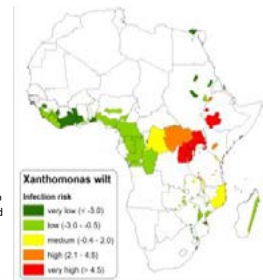 Xanthomonas wilt
Infection risk
very low (< -3.0)
low (-3.0 - -0.5)
medium (-0.4 - 2.0)
high (2.1 - 4.5)
very high (> 4.5)